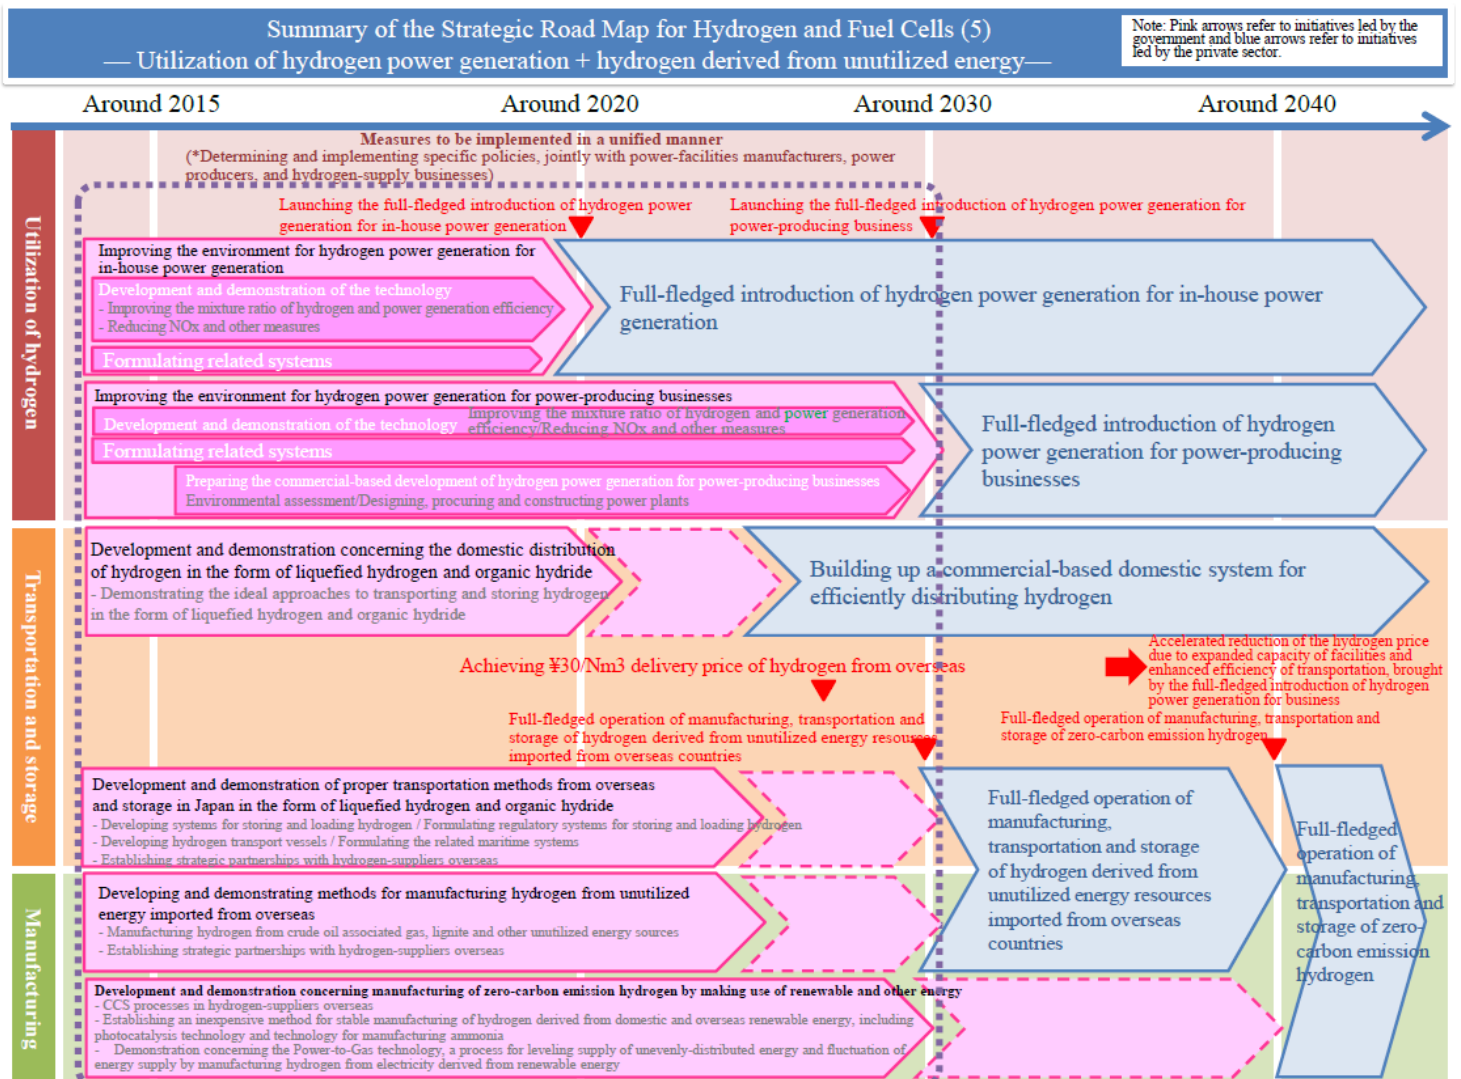 Summary of the Strategic Road Map for Hydrogen and Fuel Cells (5)
— Utilization of hydrogen power generation + hydrogen derived from unutilized energy—
Note: Pink arrows refer to initiatives led by the
government and blue arrows refer to initiatives
led by the private sector.
Around 2015
Around 2020
Around 2030
Around 2040
Utilization of hydrogen
Measures to be implemented in a unified manner
(*Determining and implementing specific policies, jointly with power-facilities manufacturers, power
producers, and hydrogen-supply businesses)
Launching the full-fledged introduction of hydrogen power
generation for in-house power generation
Launching the full-fledged introduction of hydrogen power generation for
power-producing business
Improving the environment for hydrogen power generation for
in-house power generation
Development and demonstration of the technology
- Improving the mixture ratio of hydrogen and power generation efficiency
- Reducing NOx and other measures
Formulating related systems
Full-fledged introduction of hydrogen power generation for in-house power
generation
Improving the environment for hydrogen power generation for power-producing businesses
Development and demonstration of the technology
Improving the mixture ratio of hydrogen and power generation
efficiency/Reducing NOx and other measures
Formulating related systems
Preparing the commercial-based development of hydrogen power generation for power-producing businesses
Environmental assessment/Designing, procuring and constructing power plants
Full-fledged introduction of hydrogen
power generation for power-producing
businesses
Transportation and storage
Development and demonstration concerning the domestic distribution
of hydrogen in the form of liquefied hydrogen and organic hydride
- Demonstrating the ideal approaches to transporting and storing hydrogen
in the form of liquefied hydrogen and organic hydride
Building up a commercial-based domestic system for
efficiently distributing hydrogen
Achieving ¥30/Nm3 delivery price of hydrogen from overseas
Accelerated reduction of the hydrogen price
due to expanded capacity of facilities and
enhanced efficiency of transportation, brought
by the full-fledged introduction of hydrogen
power generation for business
Full-fledged operation of manufacturing, transportation and
storage of hydrogen derived from unutilized energy resources
imported from overseas countries
Full-fledged operation of manufacturing, transportation and
storage of zero-carbon emission hydrogen
Development and demonstration of proper transportation methods from overseas
and storage in Japan in the form of liquefied hydrogen and organic hydride
- Developing systems for storing and loading hydrogen / Formulating regulatory systems for storing and loading hydrogen
- Developing hydrogen transport vessels / Formulating the related maritime systems
- Establishing strategic partnerships with hydrogen-suppliers overseas
Full-fledged operation of
manufacturing,
transportation and storage
of hydrogen derived from
unutilized energy resources
imported from overseas
countries
Full-fledged
operation of
manufacturing,
transportation and
storage of zero-
carbon emission
hydrogen
Manufacturing
Developing and demonstrating methods for manufacturing hydrogen from unutilized
energy imported from overseas
- Manufacturing hydrogen from crude oil associated gas, lignite and other unutilized energy sources
- Establishing strategic partnerships with hydrogen-suppliers overseas
Development and demonstration concerning manufacturing of zero-carbon emission hydrogen by making use of renewable and other energy
- CCS processes in hydrogen-suppliers overseas
- Establishing an inexpensive method for stable manufacturing of hydrogen derived from domestic and overseas renewable energy, including
photocatalysis technology and technology for manufacturing ammonia
- Demonstration concerning the Power-to-Gas technology, a process for leveling supply of unevenly-distributed energy and fluctuation of
energy supply by manufacturing hydrogen from electricity derived from renewable energy